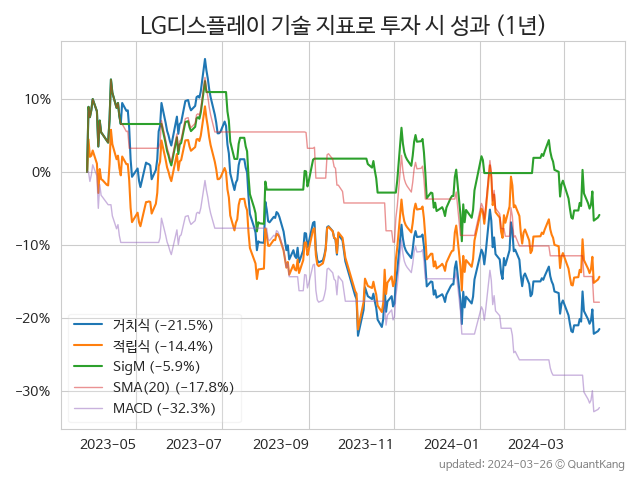 LG디스플레이 기술 지표로 투자 시 성과 (1년)
10%
0%
−10%
−20%
−30%
거치식 (−21.5%)
적립식 (−14.4%)
SigM (−5.9%)
SMA(20) (−17.8%)
MACD (−32.3%)
2023-05 2023-07 2023-09 2023-11 2024-01 2024-03
updated: 2024-03-26 © QuantKang